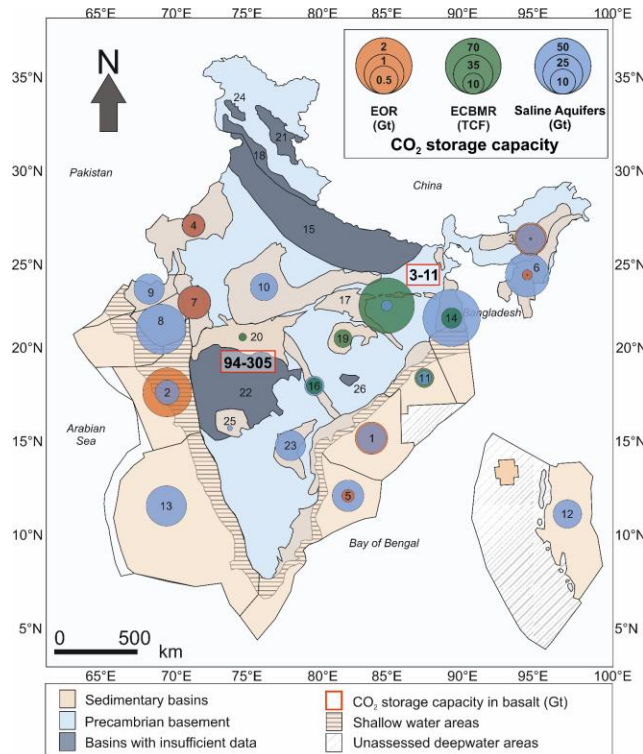 65°E 70°E 75°E 80°E 85°E 90°E 95°E 100°E
35°N
30°N
25°N
20°N
15°N
10°N
5°N
N
2
1
0.5
EOR
(Gt)
70
35
10
ECBMR
(TCF)
50
25
10
Saline Aquifers
(Gt)
CO₂ storage capacity
35°N
30°N
25°N
20°N
15°N
10°N
5°N
Pakistan
China
Bangladesh
Arabian
Sea
Bay of Bengal
24
21
18
15
4
3
6
9
10
7
8
17
14
3-11
20
19
94-305
2
22
16
26
11
25
23
1
5
13
12
0 500
km
65°E 70°E 75°E 80°E 85°E 90°E 95°E 100°E
Sedimentary basins
Precambrian basement
Basins with insufficient data
CO₂ storage capacity in basalt (Gt)
Shallow water areas
Unassessed deepwater areas